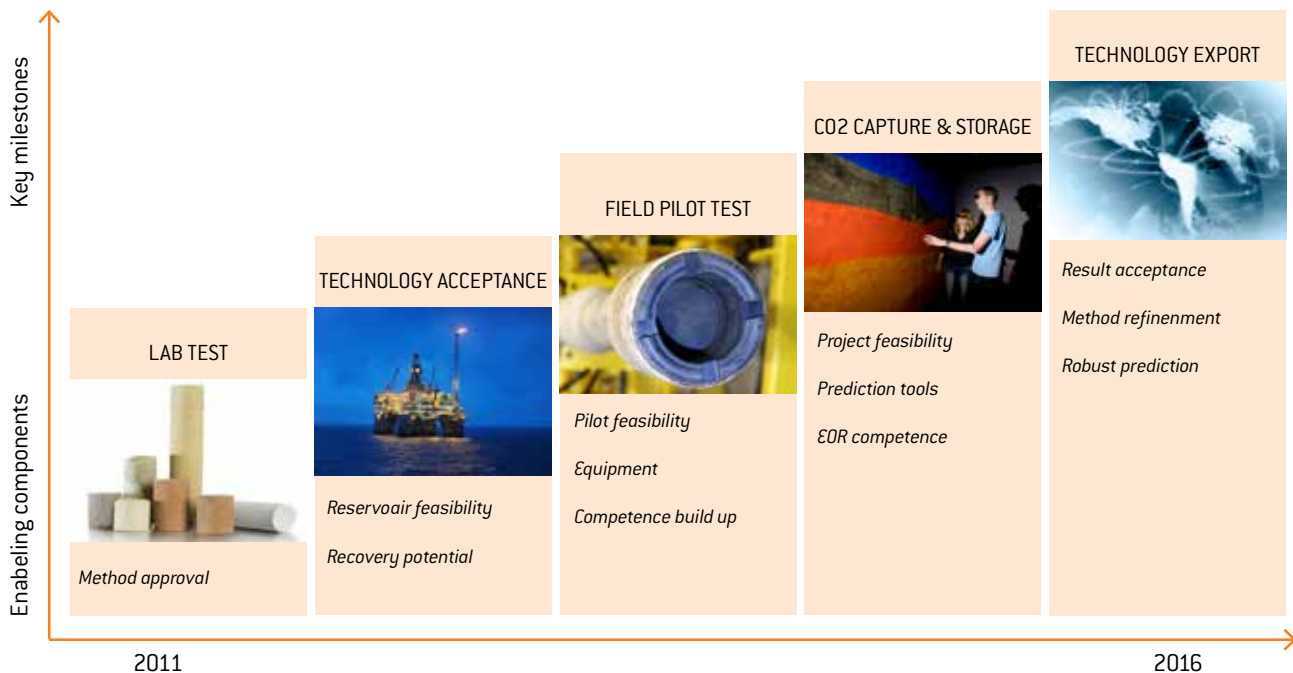 Key milestones
Enabeling components
LAB TEST
Method approval
TECHNOLOGY ACCEPTANCE
Reservoair feasibility
Recovery potential
FIELD PILOT TEST
Pilot feasibility
Equipment
Competence build up
CO2 CAPTURE & STORAGE
Project feasibility
Prediction tools
EOR competence
TECHNOLOGY EXPORT
Result acceptance
Method refinenment
Robust prediction
2011
2016